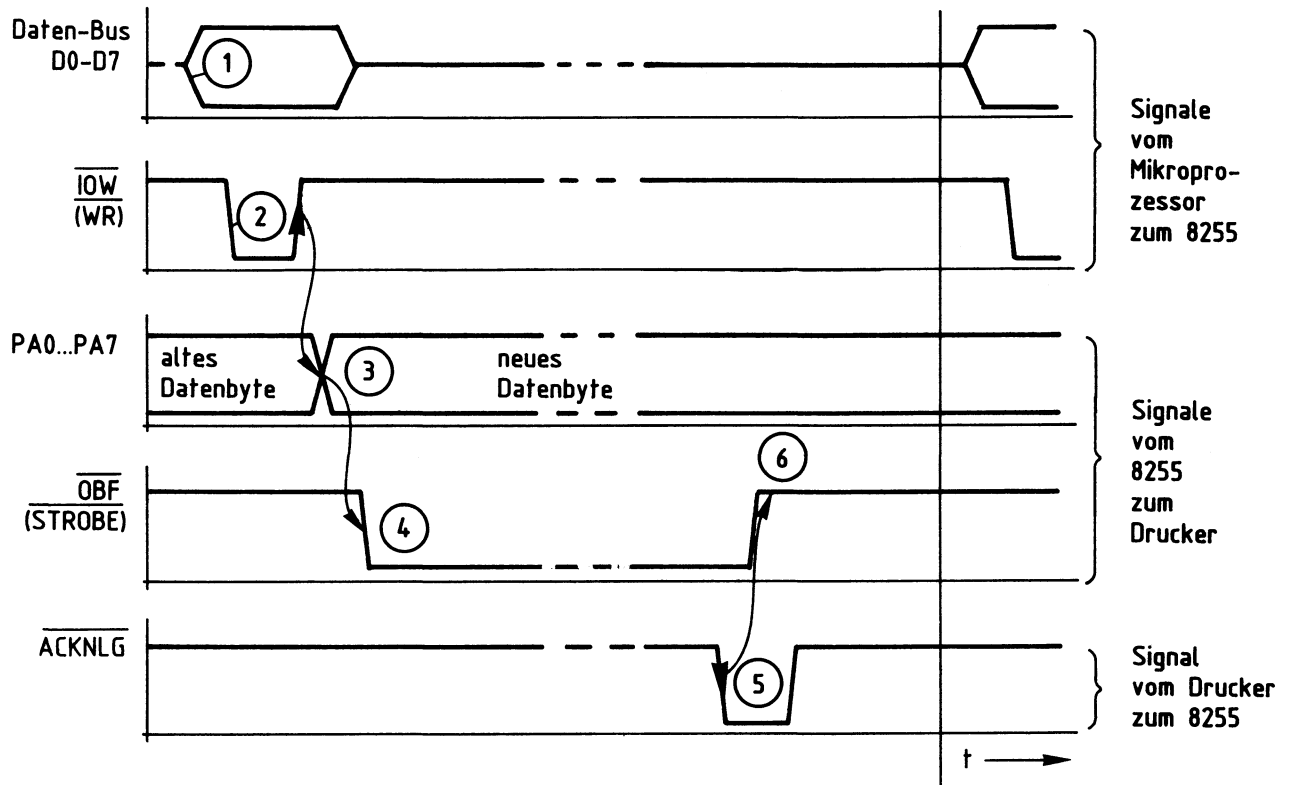 Daten-Bus
D0-D7
1
IOW
(WR)
2
Signale
vom
Mikropro-
zessor
zum 8255
PA0...PA7
altes
Datenbyte
3
neues
Datenbyte
OBF
(STROBE)
4
6
Signale
vom
8255
zum
Drucker
ACKNLG
5
Signal
vom Drucker
zum 8255
t